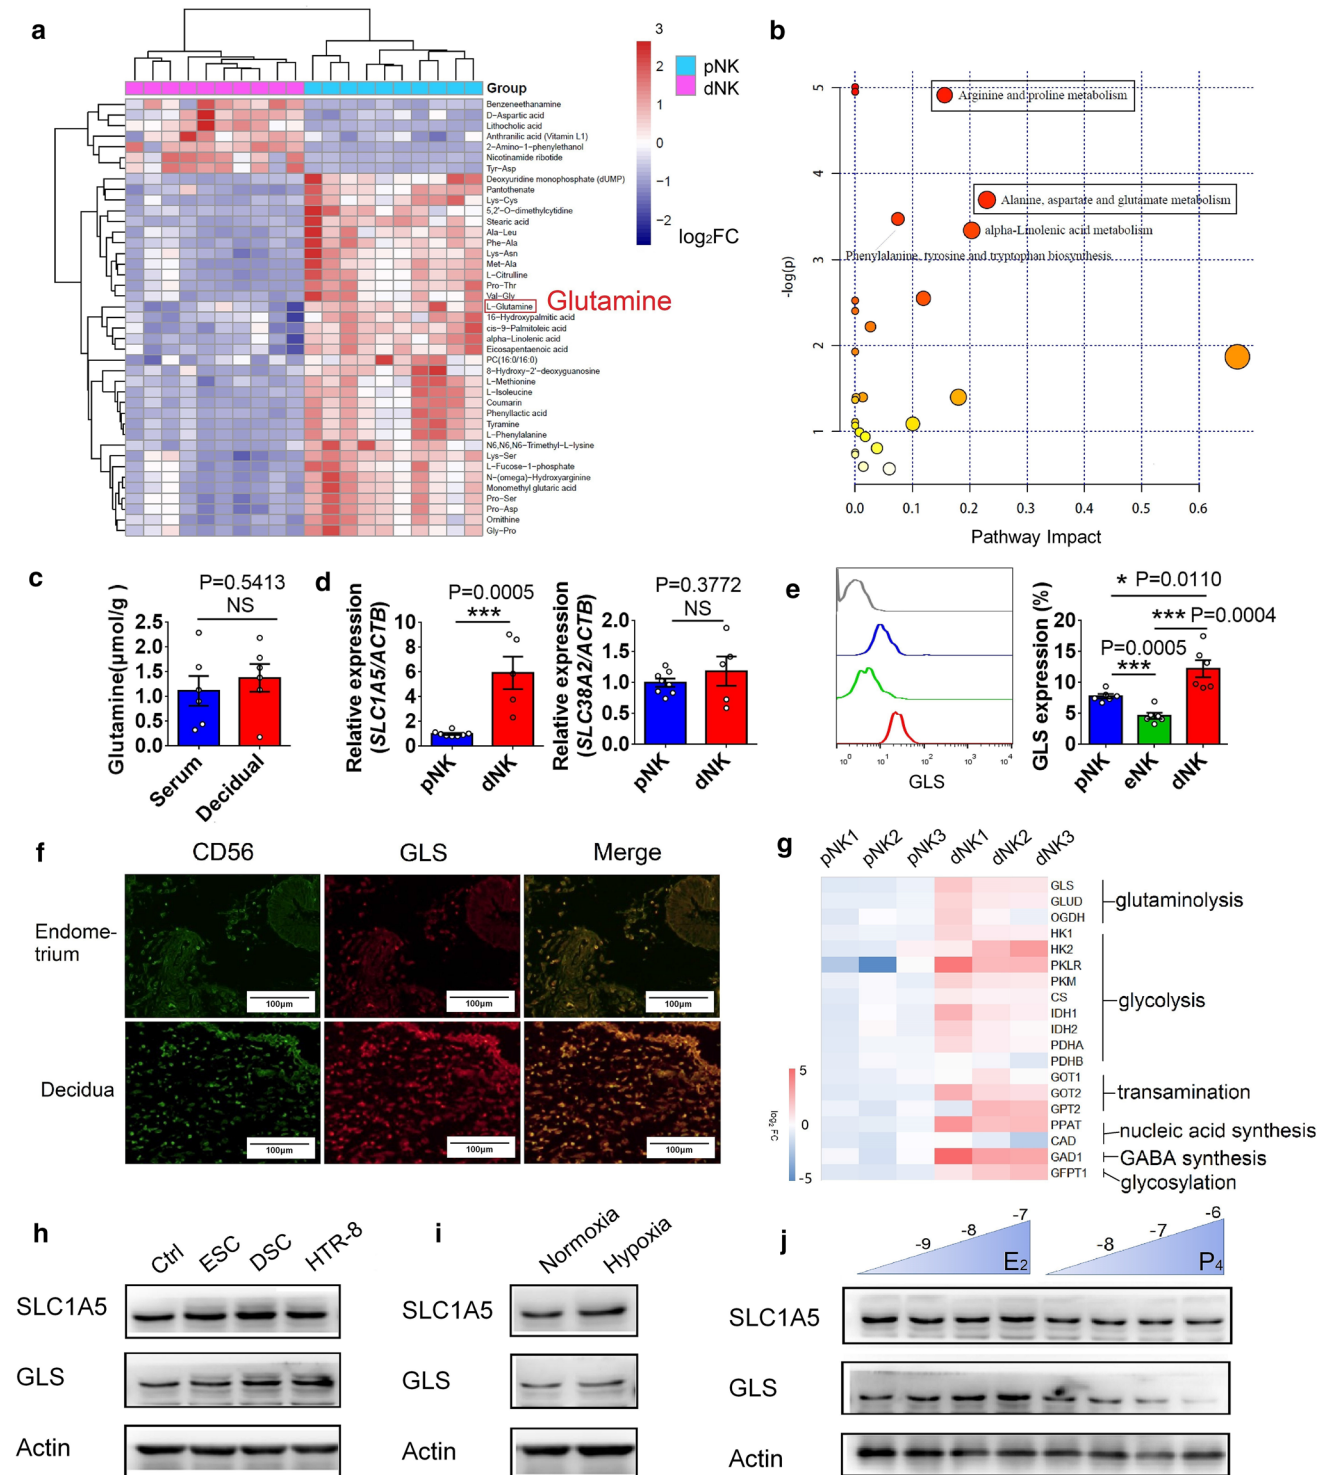 a
3
2
1
0
−1
−2
log2FC
pNK
dNK
Group
Benzeneethanamine
D−Aspartic acid
Lithocholic acid
Anthranilic acid (Vitamin L1)
2−Amino−1−phenylethanol
Nicotinamide ribotide
Tyr−Asp
Deoxyuridine monophosphate (dUMP)
Pantothenate
Lys−Cys
5,2'−O−dimethylcytidine
Stearic acid
Ala−Leu
Phe−Ala
Lys−Asn
Met−Ala
L−Citrulline
Pro−Thr
Val−Gly
L−Glutamine
Glutamine
16−Hydroxypalmitic acid
cis−9−Palmitoleic acid
alpha−Linolenic acid
Eicosapentaenoic acid
PC(16:0/16:0)
8−Hydroxy−2'−deoxyguanosine
L−Methionine
L−Isoleucine
Coumarin
Phenyllactic acid
Tyramine
L−Phenylalanine
N6,N6,N6−Trimethyl−L−lysine
Lys−Ser
L−Fucose−1−phosphate
N−(omega)−Hydroxyarginine
Monomethyl glutaric acid
Pro−Ser
Pro−Asp
Ornithine
Gly−Pro
b
5
4
3
2
1
-log(p)
Arginine and proline metabolism
Alanine, aspartate and glutamate metabolism
alpha-Linolenic acid metabolism
Phenylalanine, tyrosine and tryptophan biosynthesis
0.0 0.1 0.2 0.3 0.4 0.5 0.6
Pathway Impact
c
Glutamine(μmol/g )
P=0.5413
NS
2.5
2.0
1.5
1.0
0.5
0.0
Serum
Decidual
d
Relative expression
(SLC1A5/ACTB)
P=0.0005
***
10
8
6
4
2
0
pNK
dNK
Relative expression
(SLC38A2/ACTB)
P=0.3772
NS
2.0
1.5
1.0
0.5
0.0
pNK
dNK
e
10⁰ 10¹ 10² 10³ 10⁴
GLS
GLS expression (%)
* P=0.0110
*** P=0.0004
P=0.0005
***
20
15
10
5
0
pNK
eNK
dNK
f
CD56 GLS Merge
Endome-
trium
100μm 100μm 100μm
Decidua
100μm 100μm 100μm
g
pNK1 pNK2 pNK3 dNK1 dNK2 dNK3
GLS
GLUD
OGDH
HK1
HK2
PKLR
PKM
CS
IDH1
IDH2
PDHA
PDHB
GOT1
GOT2
GPT2
PPAT
CAD
GAD1
GFPT1
glutaminolysis
glycolysis
transamination
nucleic acid synthesis
GABA synthesis
glycosylation
5
0
-5
log2 FC
h
Ctrl ESC DSC HTR-8
SLC1A5
GLS
Actin
i
Normoxia Hypoxia
SLC1A5
GLS
Actin
j
-9 -8 -7
E2
-8 -7 -6
P4
SLC1A5
GLS
Actin